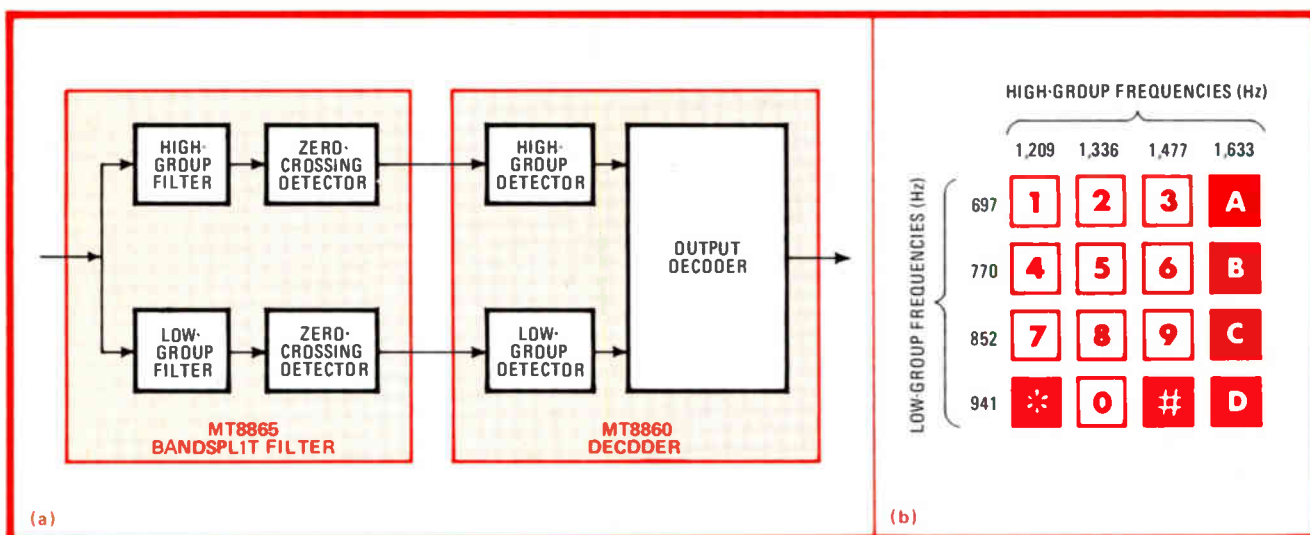 HIGH-
GROUP
FILTER
ZERO-
CROSSING
DETECTOR
HIGH-
GROUP
DETECTOR
OUTPUT
DECODER
LOW-
GROUP
FILTER
ZERO-
CROSSING
DETECTOR
LOW-
GROUP
DETECTOR
MT8865
BANDSPLIT FILTER
MT8860
DECODER
(a)
HIGH-GROUP FREQUENCIES (Hz)
1,209 1,336 1,477 1,633
LOW-GROUP FREQUENCIES (Hz)
697 1 2 3 A
770 4 5 6 B
852 7 8 9 C
941 * 0 # D
(b)